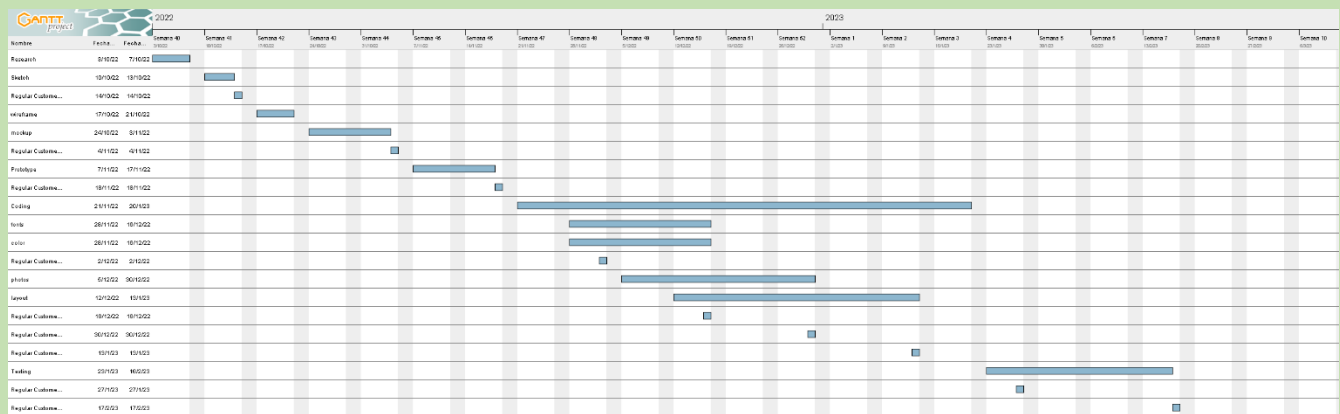 GANTT project
2022
2023
Nombre Fecha... Fecha... Semana 40 Semana 41 Semana 42 Semana 43 Semana 44 Semana 45 Semana 46 Semana 47 Semana 48 Semana 49 Semana 50 Semana 51 Semana 52 Semana 1 Semana 2 Semana 3 Semana 4 Semana 5 Semana 6 Semana 7 Semana 8 Semana 9 Semana 10
Research 3/10/22 7/10/22
Sketch 10/10/22 13/10/22
Regular Custome... 14/10/22 14/10/22
wireframe 17/10/22 21/10/22
mockup 24/10/22 3/11/22
Regular Custome... 4/11/22 4/11/22
Prototype 7/11/22 17/11/22
Regular Custome... 18/11/22 18/11/22
Coding 21/11/22 20/1/23
fonts 28/11/22 16/12/22
color 28/11/22 16/12/22
Regular Custome... 2/12/22 2/12/22
photos 5/12/22 30/12/22
layout 12/12/22 13/1/23
Regular Custome... 16/12/22 16/12/22
Regular Custome... 30/12/22 30/12/22
Regular Custome... 13/1/23 13/1/23
Testing 23/1/23 16/2/23
Regular Custome... 27/1/23 27/1/23
Regular Custome... 17/2/23 17/2/23